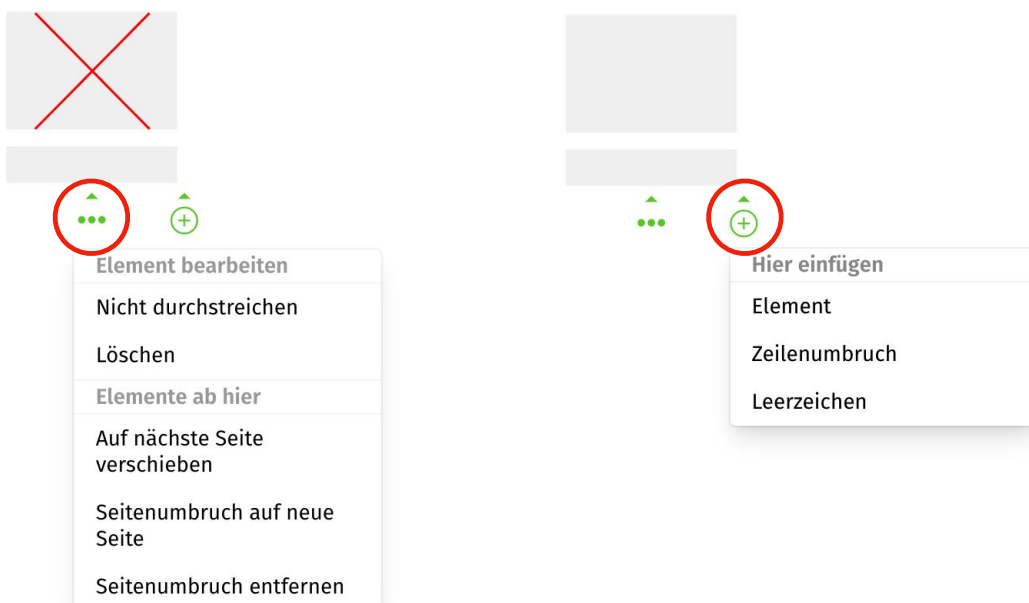 Element bearbeiten
Nicht durchstreichen
Löschen
Elemente ab hier
Auf nächste Seite
verschieben
Seitenumbruch auf neue
Seite
Seitenumbruch entfernen
Hier einfügen
Element
Zeilenumbruch
Leerzeichen